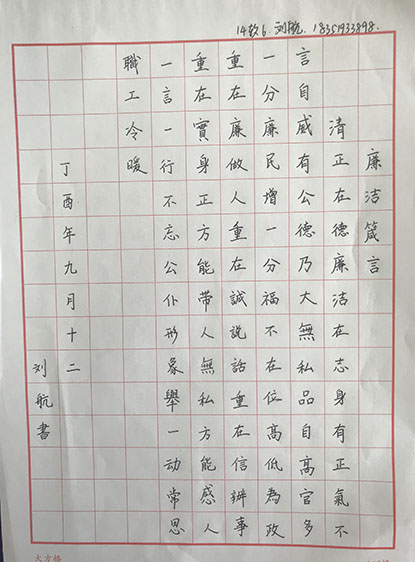 14软6. 刘航. 18351933898.
廉洁箴言
清正在德廉洁在志身有正氣不
言自威有公德乃大無私品自高官多
一分廉民增一分福不在位高低為政
重在廉做人重在誠說話重在信辦事
重在實身正方能带人無私方能感人
一言一行不忘公仆形象舉一动常思
職工冷暖
丁酉年九月十二
刘航書
大方格